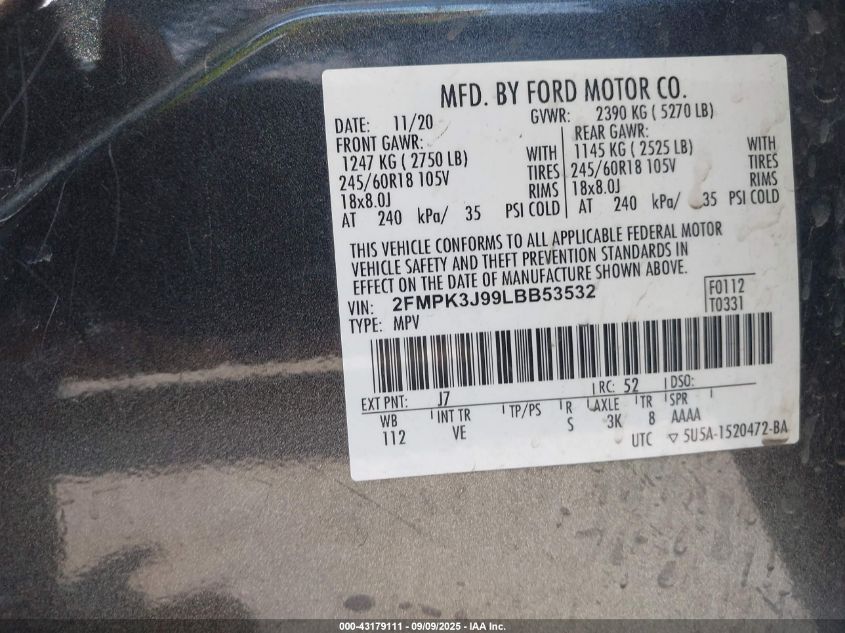 MFD. BY FORD MOTOR CO.
DATE: 11/20 GVWR: 2390 KG ( 5270 LB)
FRONT GAWR: REAR GAWR:
1247 KG ( 2750 LB) WITH 1145 KG ( 2525 LB) WITH
245/60R18 105V TIRES 245/60R18 105V TIRES
18x8.0J RIMS 18x8.0J RIMS
AT 240 kPa/ 35 PSI COLD AT 240 kPa/ 35 PSI COLD
THIS VEHICLE CONFORMS TO ALL APPLICABLE FEDERAL MOTOR
VEHICLE SAFETY AND THEFT PREVENTION STANDARDS IN
EFFECT ON THE DATE OF MANUFACTURE SHOWN ABOVE.
VIN: 2FMPK3J99LBB53532 F0112
TYPE: MPV T0331
EXT PNT: J7 RC: 52 DSO:
WB INT TR TP/PS R AXLE TR SPR
112 VE S 3K 8 AAAA
UTC ▽ 5U5A-1520472-BA
000-43179111 - 09/09/2025 - IAA Inc.